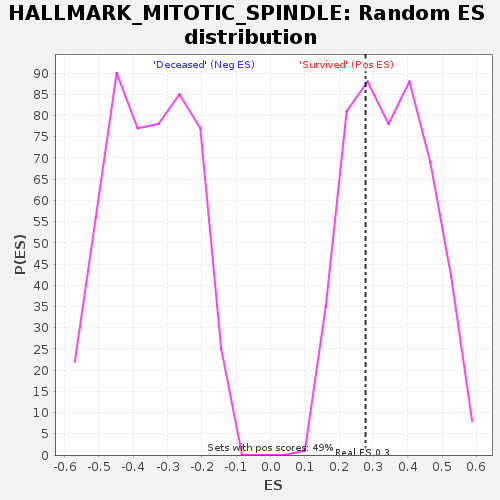 HALLMARK_MITOTIC_SPINDLE: Random ES
distribution
'Deceased' (Neg ES)
'Survived' (Pos ES)
90
85
80
75
70
65
60
55
50
45
40
35
30
25
20
15
10
5
0
P(ES)
Sets with pos scores: 49%
Real ES 0.3
-0.6 -0.5 -0.4 -0.3 -0.2 -0.1 0.0 0.1 0.2 0.3 0.4 0.5 0.6
ES